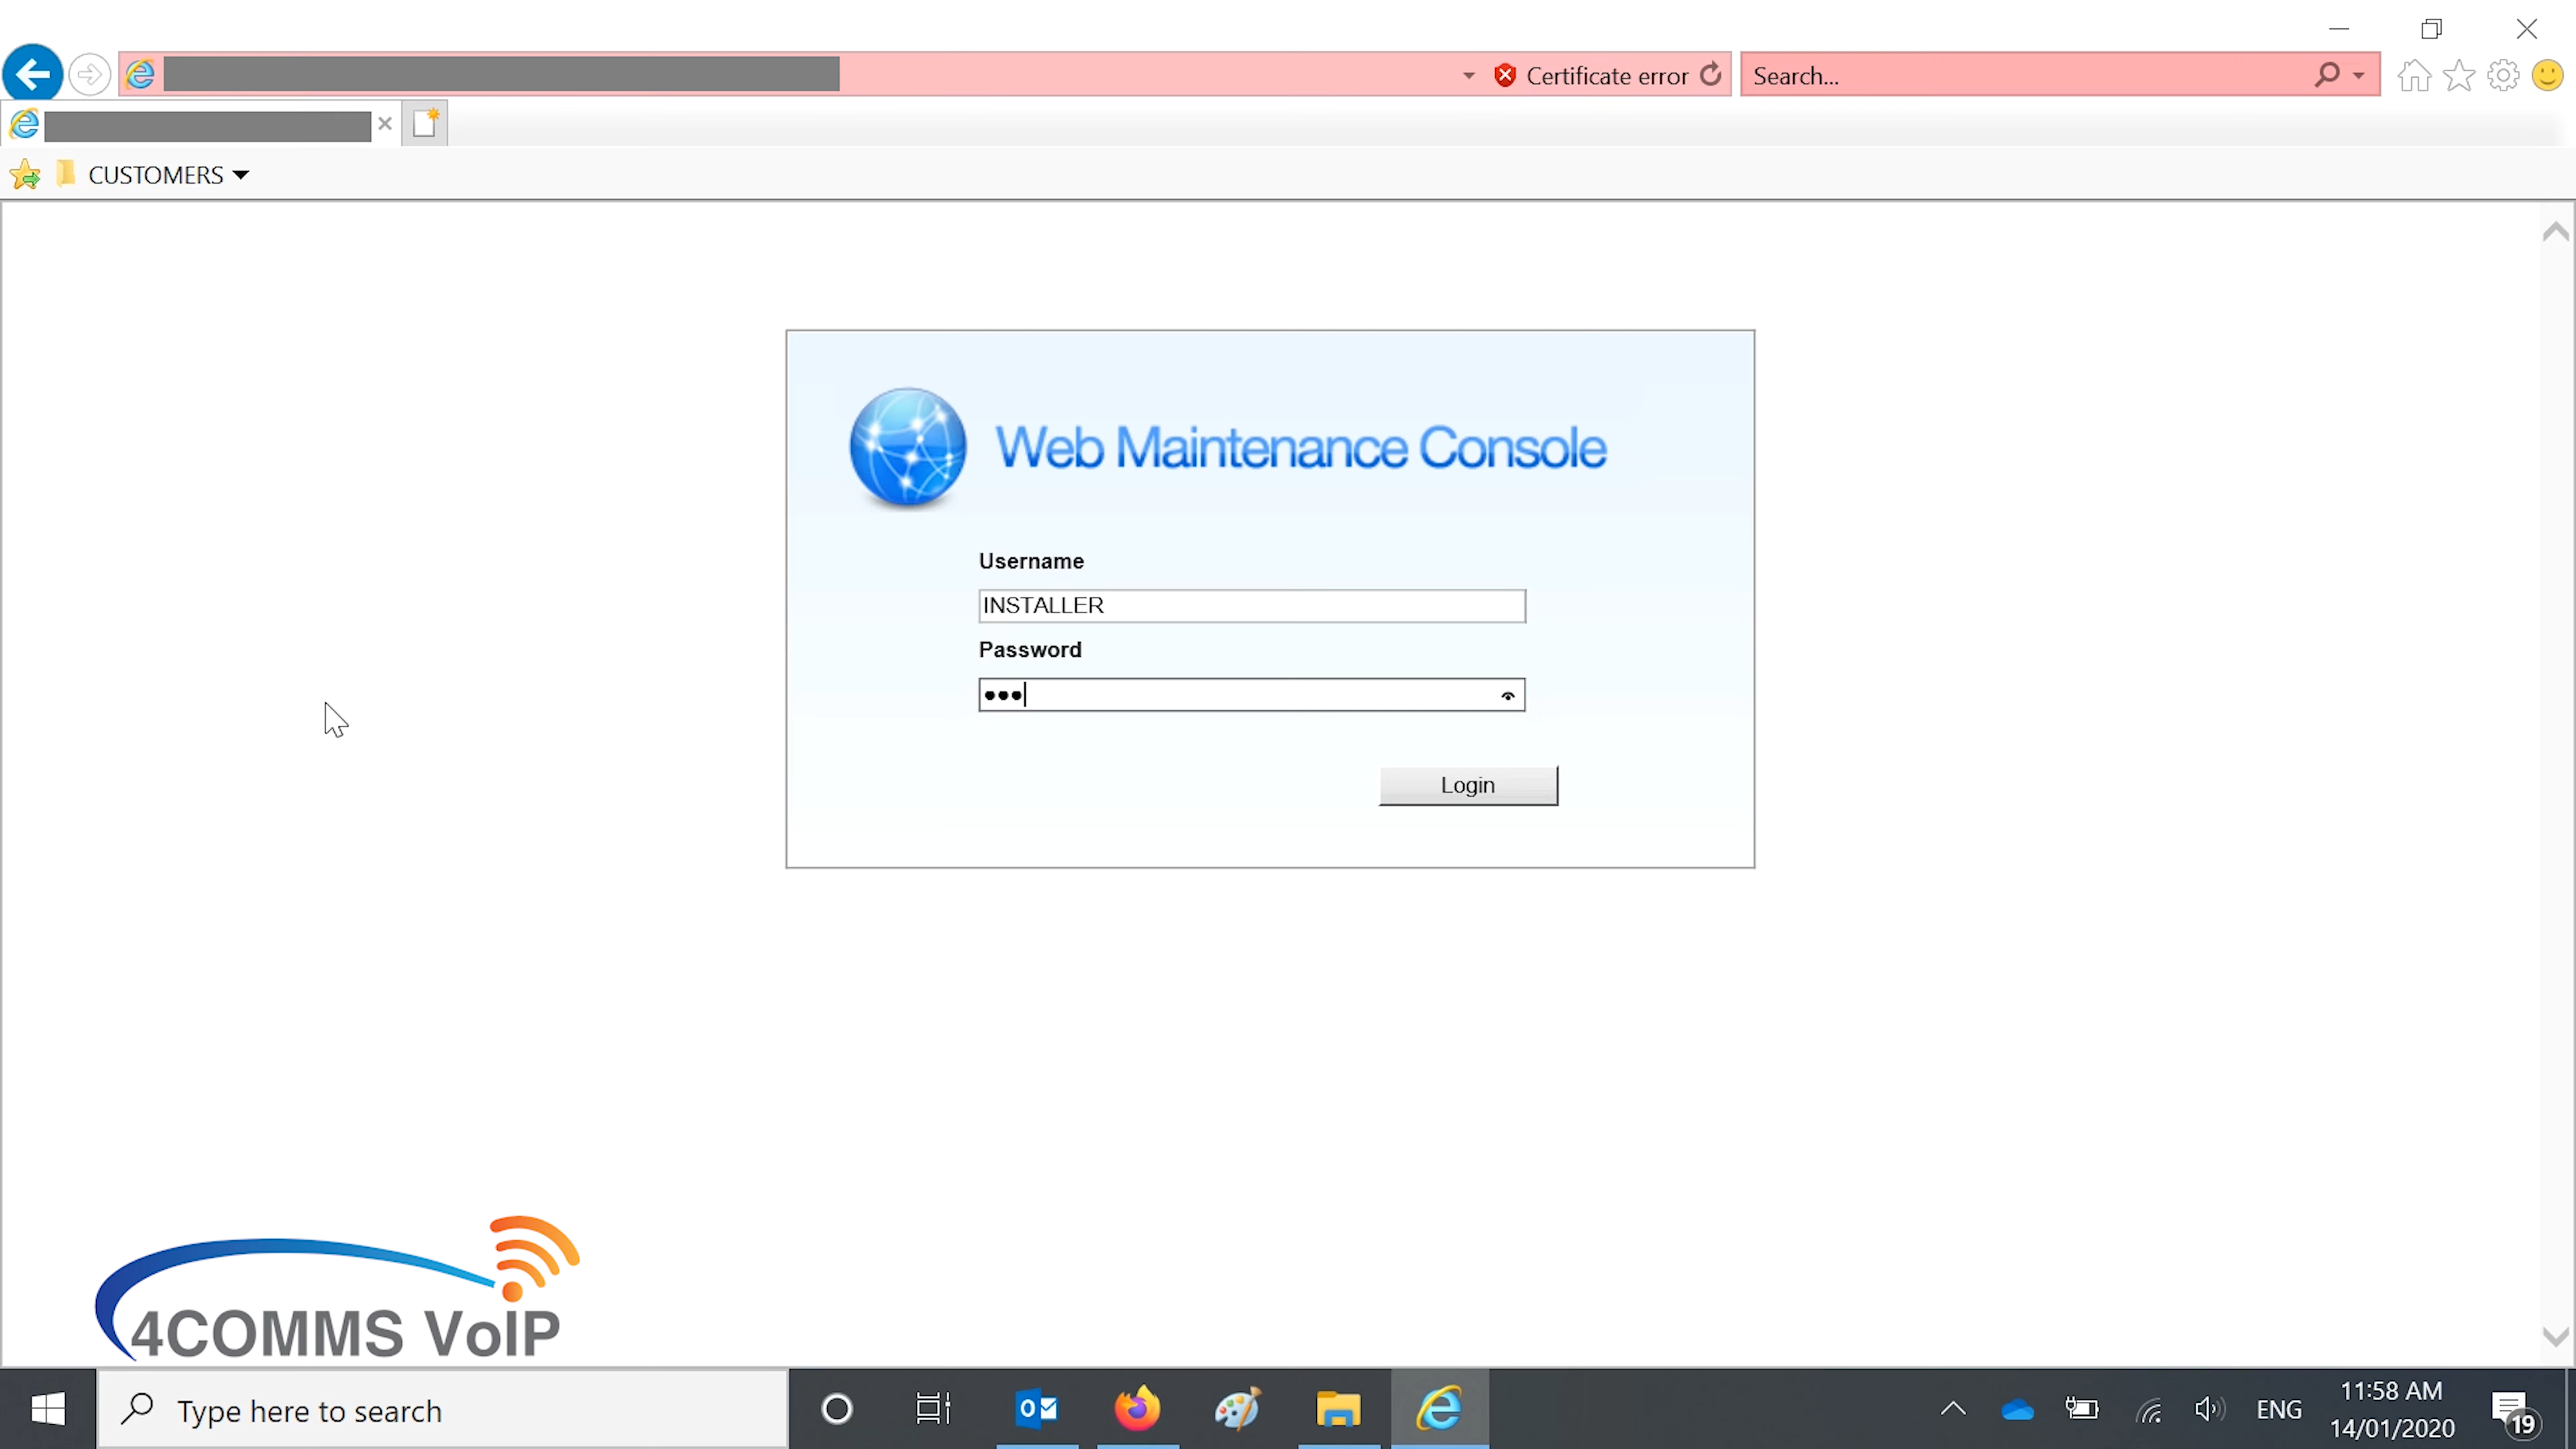 Certificate error
Search...
CUSTOMERS
Web Maintenance Console
Username
INSTALLER
Password
Login
4COMMS VoIP
Type here to search
ENG
11:58 AM
14/01/2020
19